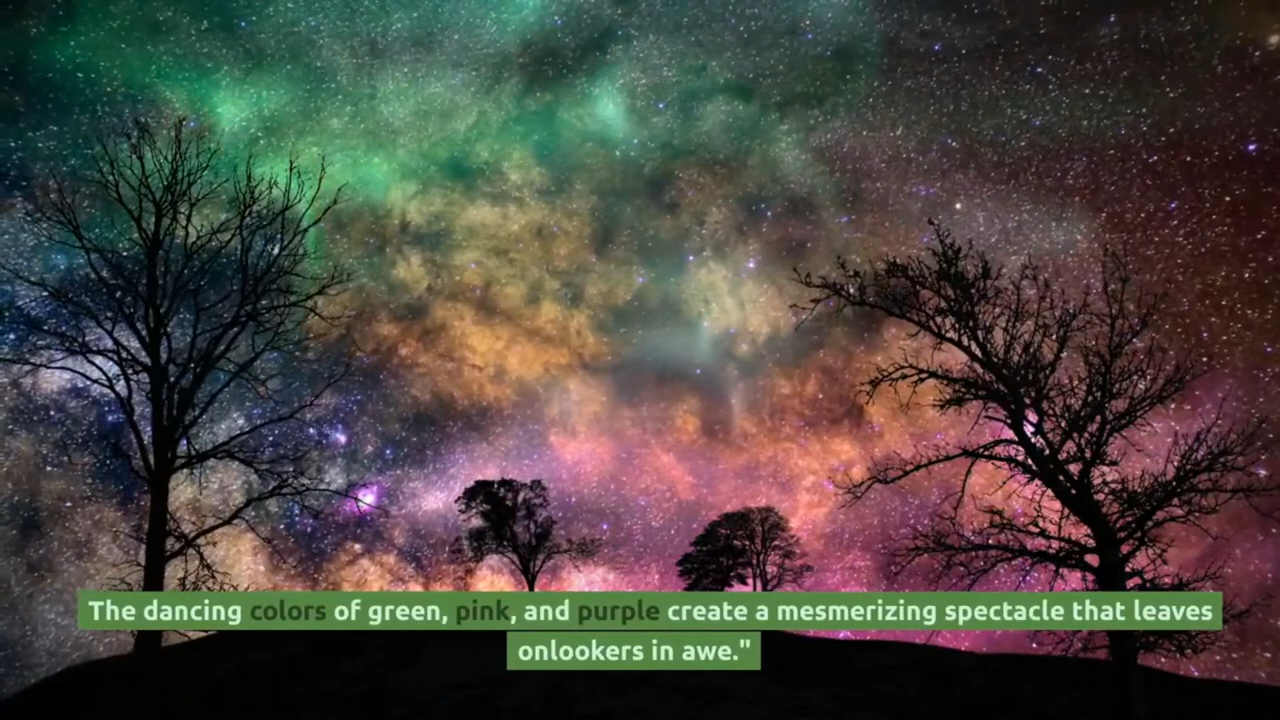 The dancing colors of green, pink, and purple create a mesmerizing spectacle that leaves
onlookers in awe."